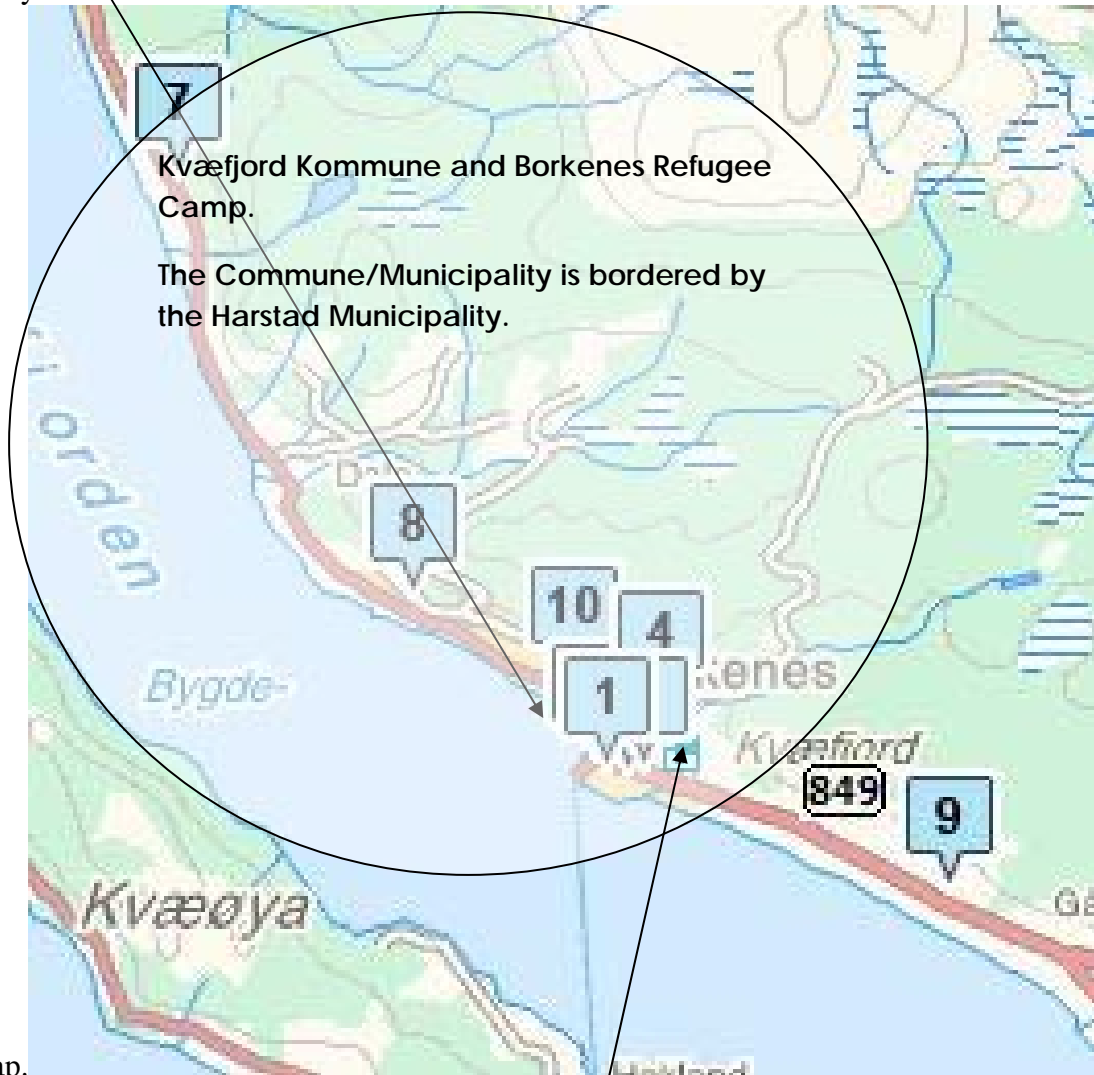 y
7
Kvæfjord Kommune and Borkenes Refugee
Camp.
The Commune/Municipality is bordered by
the Harstad Municipality.
8
10
4
1
kenes
Bygde-
Kvæfjord
849
9
Kvæøya